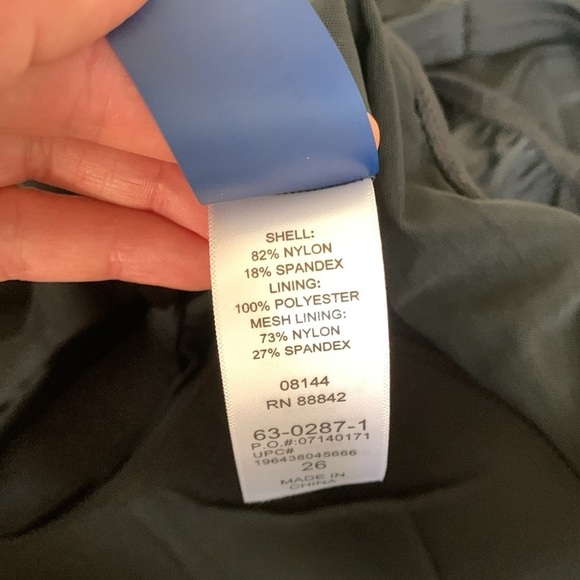 SHELL:
82% NYLON
18% SPANDEX
LINING:
100% POLYESTER
MESH LINING:
73% NYLON
27% SPANDEX
08144
RN 88842
63-0287-1
P.O.#:07140171
UPC#
196438045666
26
MADE IN
CHINA